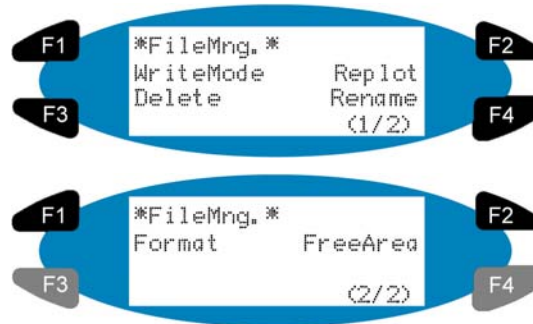 F1 F2
*FileMng.*
WriteMode Replot
Delete Rename
F3 F4
(1/2)
F1 F2
*FileMng.*
Format FreeArea
F3 F4
(2/2)